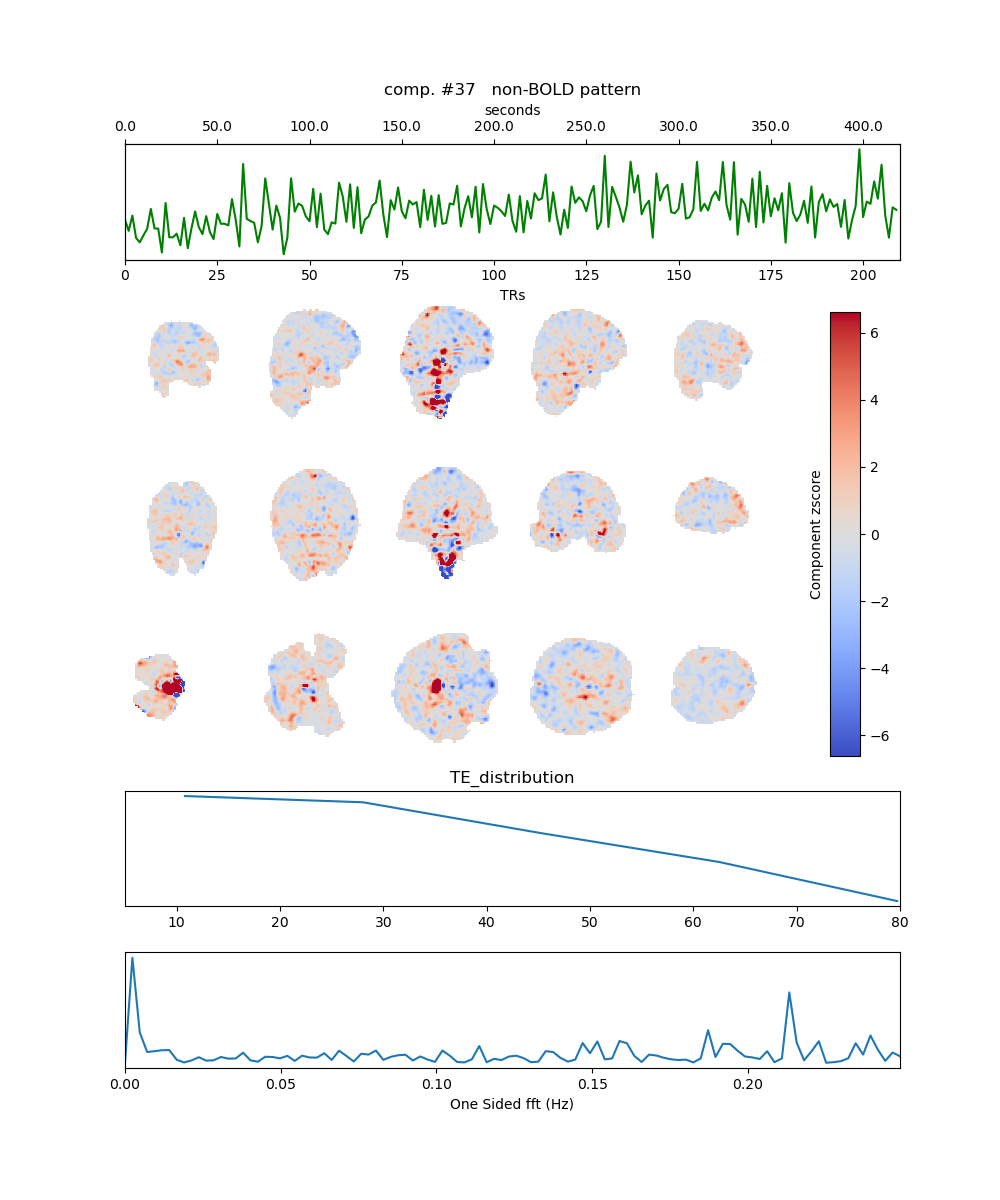 comp. #37   non-BOLD pattern
seconds
0.0 50.0 100.0 150.0 200.0 250.0 300.0 350.0 400.0
0 25 50 75 100 125 150 175 200
TRs
6
4
2
0
−2
−4
−6
Component zscore
TE_distribution
10 20 30 40 50 60 70 80
0.00 0.05 0.10 0.15 0.20
One Sided fft (Hz)